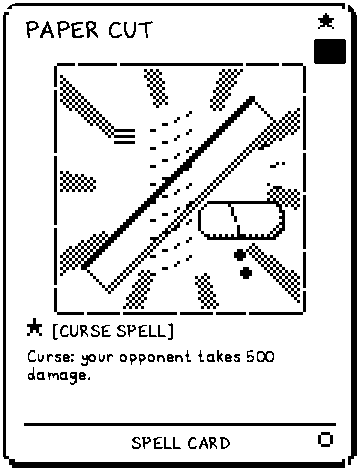 PAPER CUT
[CURSE SPELL]
Curse: your opponent takes 500
damage.
SPELL CARD